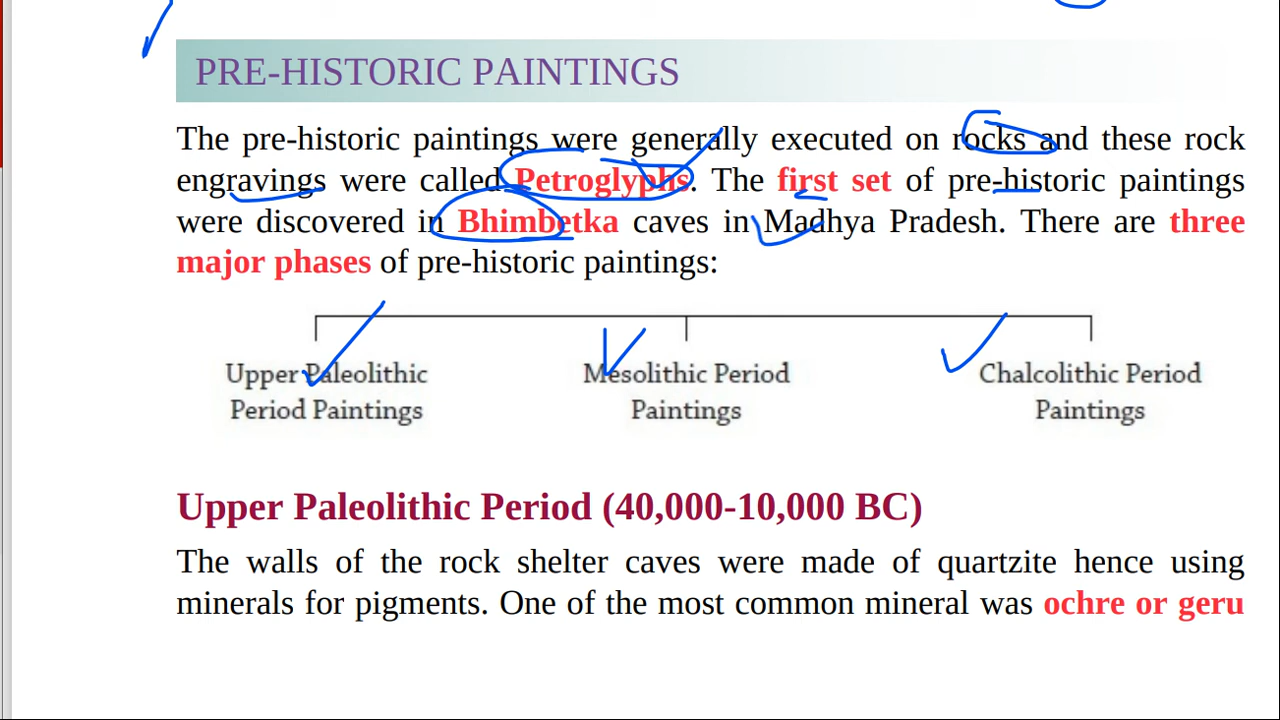 PRE-HISTORIC PAINTINGS
The pre-historic paintings were generally executed on rocks and these rock
engravings were called Petroglyphs. The first set of pre-historic paintings
were discovered in Bhimbetka caves in Madhya Pradesh. There are three
major phases of pre-historic paintings:
Upper Paleolithic
Period Paintings
Mesolithic Period
Paintings
Chalcolithic Period
Paintings
Upper Paleolithic Period (40,000-10,000 BC)
The walls of the rock shelter caves were made of quartzite hence using
minerals for pigments. One of the most common mineral was ochre or geru